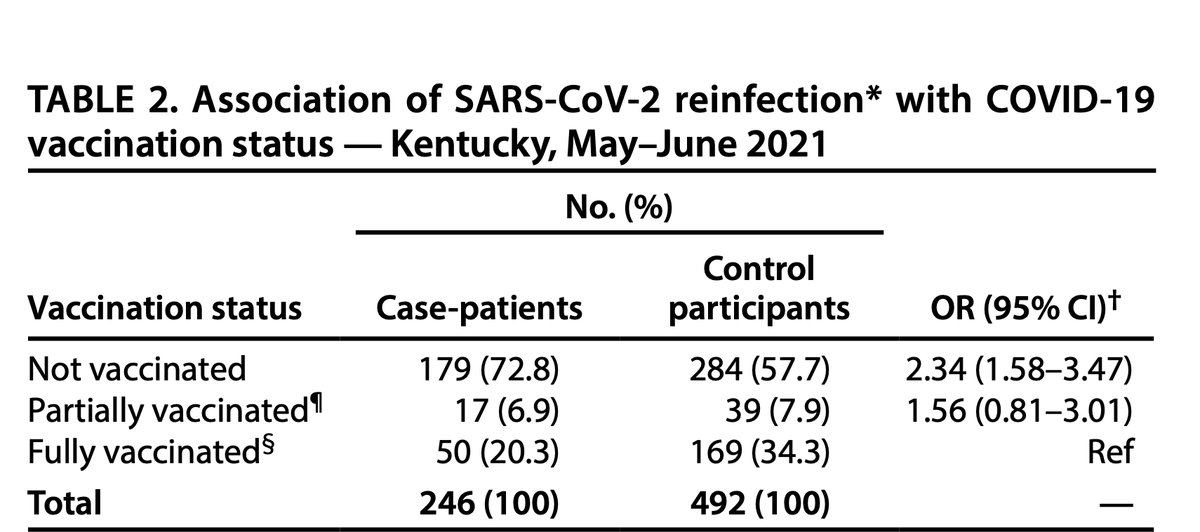 TABLE 2. Association of SARS-CoV-2 reinfection* with COVID-19
vaccination status — Kentucky, May–June 2021
No. (%)
Control
Vaccination status Case-patients participants OR (95% CI)†
Not vaccinated 179 (72.8) 284 (57.7) 2.34 (1.58–3.47)
Partially vaccinated¶ 17 (6.9) 39 (7.9) 1.56 (0.81–3.01)
Fully vaccinated§ 50 (20.3) 169 (34.3) Ref
Total 246 (100) 492 (100) —